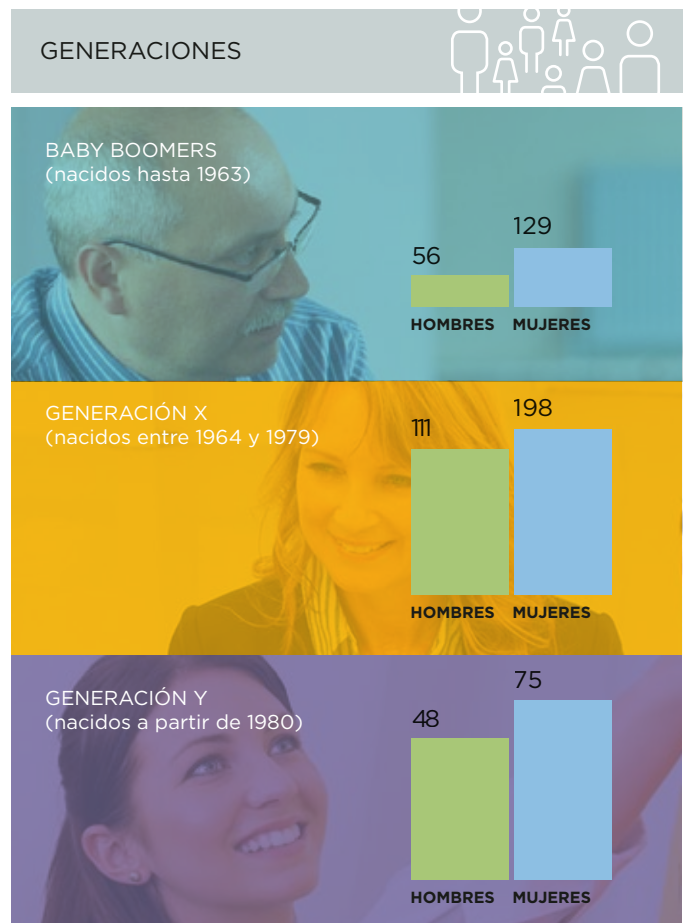 GENERACIONES
BABY BOOMERS
(nacidos hasta 1963)
56
129
HOMBRES
MUJERES
GENERACIÓN X
(nacidos entre 1964 y 1979)
111
198
HOMBRES
MUJERES
GENERACIÓN Y
(nacidos a partir de 1980)
48
75
HOMBRES
MUJERES